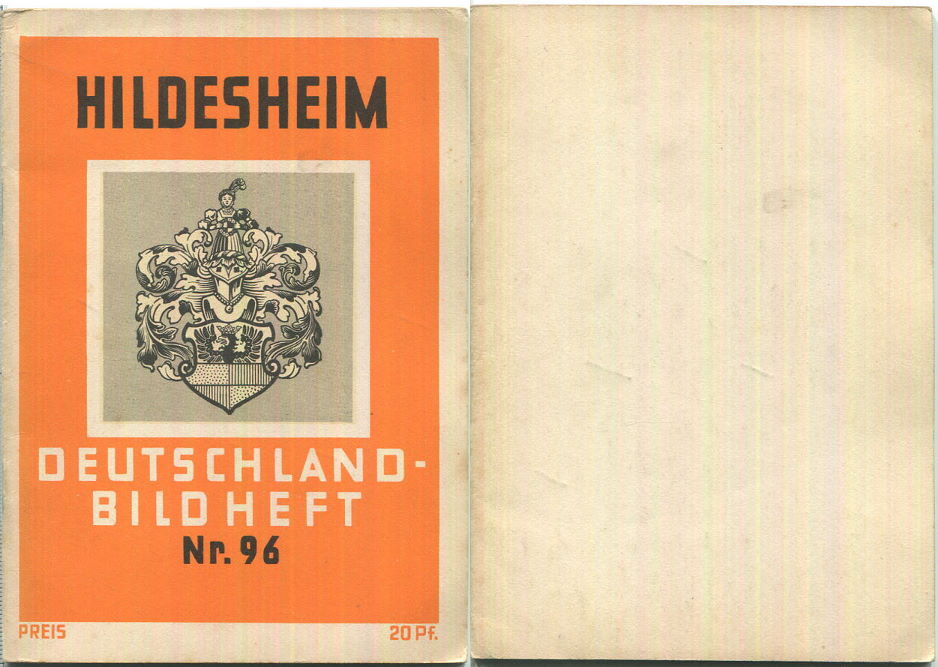 HILDESHEIM
DEUTSCHLAND-
BILDHEFT
Nr. 96
PREIS 20 Pf.